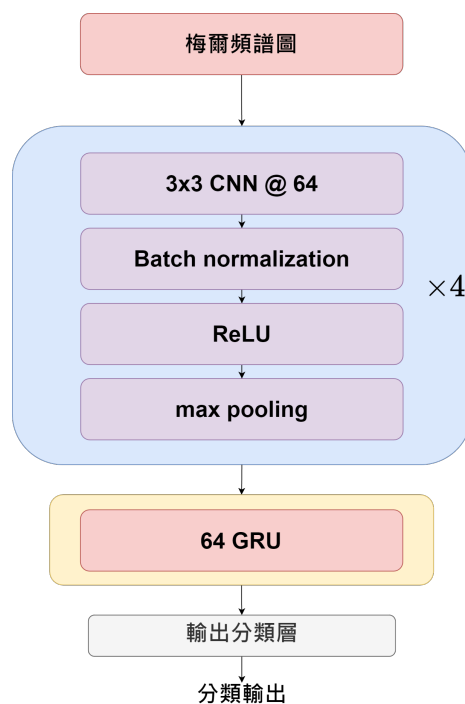 梅爾頻譜圖
3x3 CNN @ 64
Batch normalization
×4
ReLU
max pooling
64 GRU
輸出分類層
分類輸出